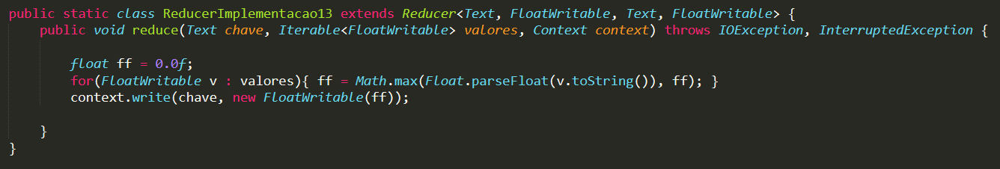 public static class ReducerImplementacao13 extends Reducer<Text, FloatWritable, Text, FloatWritable> {
    public void reduce(Text chave, Iterable<FloatWritable> valores, Context context) throws IOException, InterruptedException {
        float ff = 0.0f;
        for(FloatWritable v : valores){ ff = Math.max(Float.parseFloat(v.toString()), ff); }
        context.write(chave, new FloatWritable(ff));
    }
}